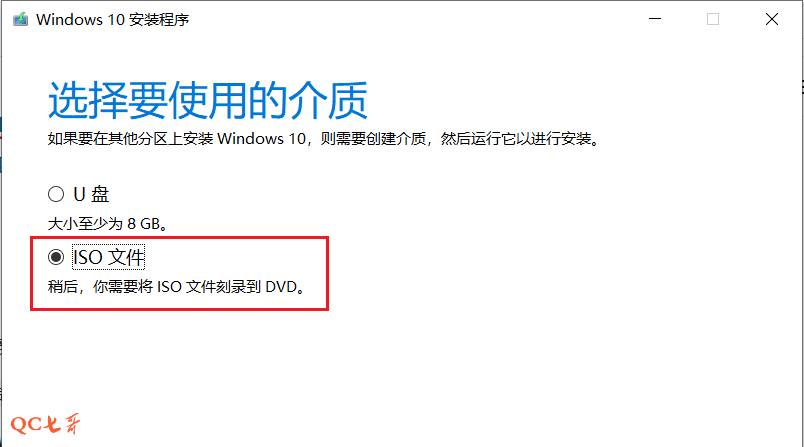 Windows 10 安装程序
选择要使用的介质
如果要在其他分区上安装 Windows 10，则需要创建介质，然后运行它以进行安装。
U 盘
大小至少为 8 GB。
ISO 文件
稍后，你需要将 ISO 文件刻录到 DVD。
QC七哥